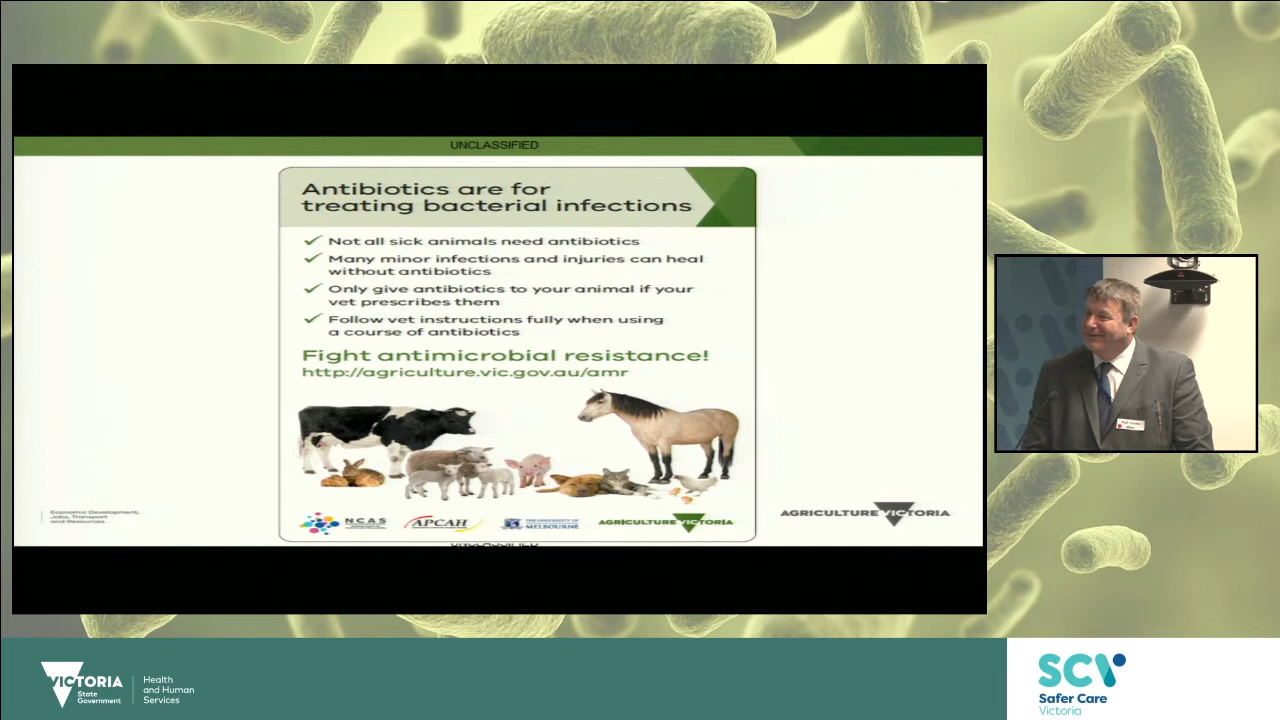 UNCLASSIFIED
Antibiotics are for
treating bacterial infections
Not all sick animals need antibiotics
Many minor infections and injuries can heal
without antibiotics
Only give antibiotics to your animal if your
vet prescribes them
Follow vet instructions fully when using
a course of antibiotics
Fight antimicrobial resistance!
http://agriculture.vic.gov.au/amr
Economic Development,
Jobs, Transport
and Resources
NCAS
APCAH
THE UNIVERSITY OF
MELBOURNE
AGRICULTURE VICTORIA
AGRICULTURE VICTORIA
UNCLASSIFIED
VICTORIA
State
Government
Health
and Human
Services
SCV
Safer Care
Victoria